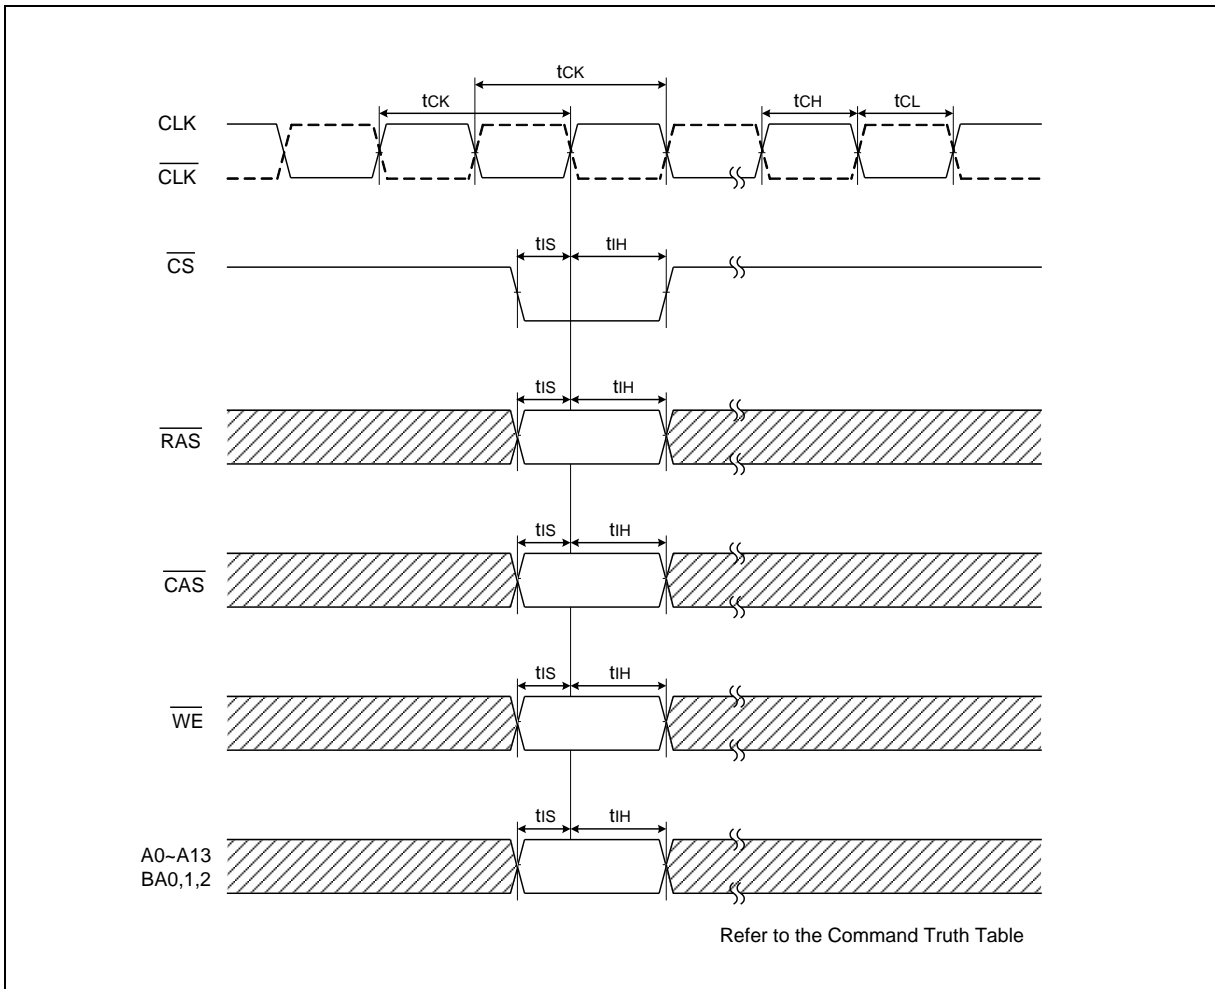 tCK
tCK tCH tCL
CLK
CLK
tIS tIH
CS
tIS tIH
RAS
tIS tIH
CAS
tIS tIH
WE
tIS tIH
A0~A13
BA0,1,2
Refer to the Command Truth Table